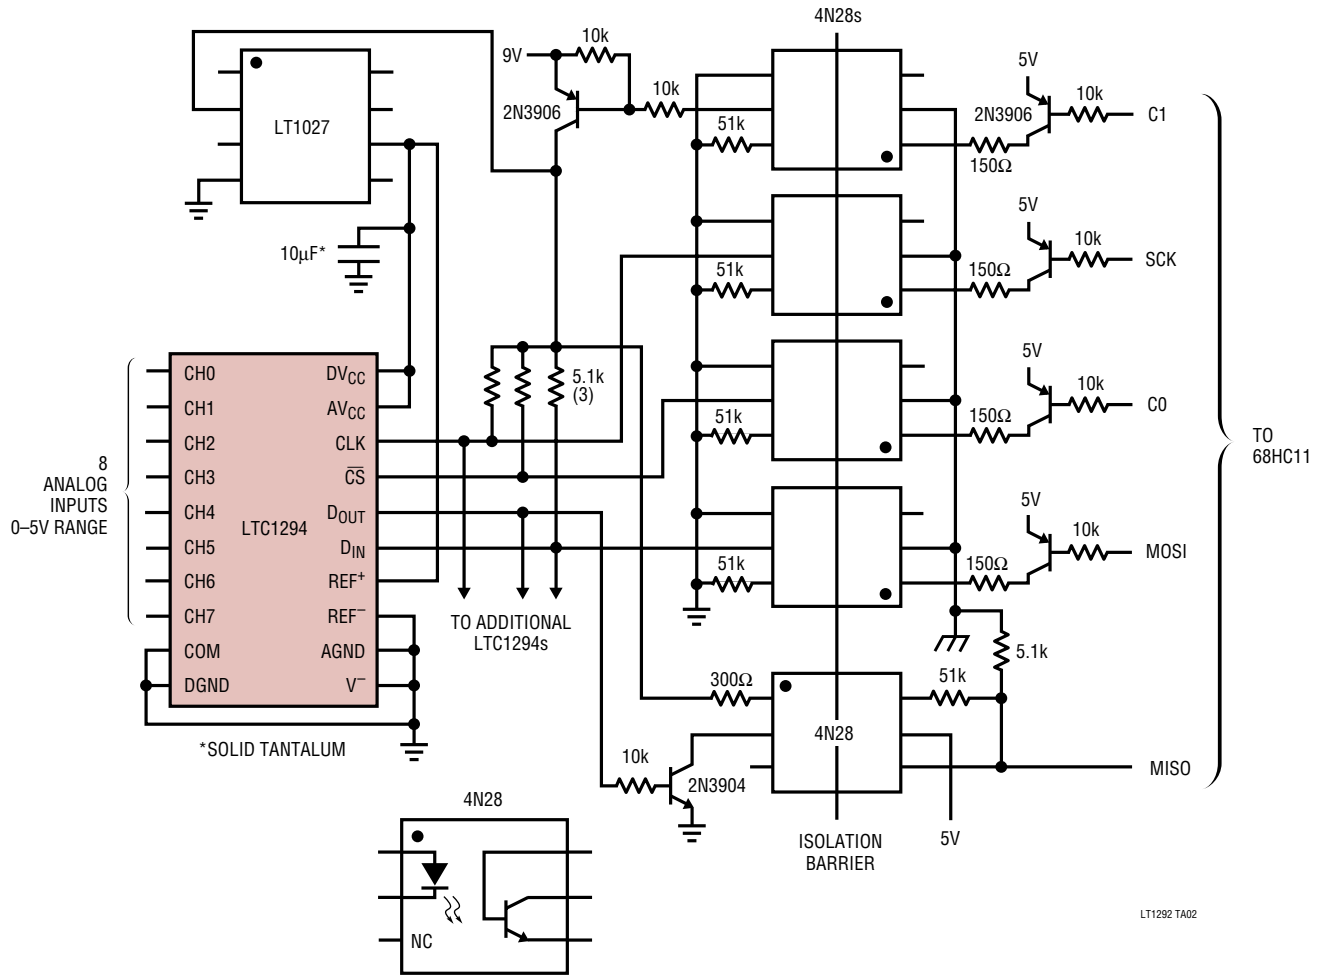 4N28s
10k
9V
2N3906
10k
LT1027
51k
5V
2N3906
10k
C1
150Ω
10µF*
51k
5V
10k
SCK
150Ω
8
ANALOG
INPUTS
0–5V RANGE
CH0
CH1
CH2
CH3
CH4
CH5
CH6
CH7
COM
DGND
LTC1294
DVCC
AVCC
CLK
C̅S̅
DOUT
DIN
REF+
REF–
AGND
V–
5.1k
(3)
51k
5V
10k
C0
150Ω
TO
68HC11
51k
5V
10k
MOSI
150Ω
TO ADDITIONAL
LTC1294s
5.1k
300Ω
51k
4N28
*SOLID TANTALUM
10k
2N3904
MISO
5V
ISOLATION
BARRIER
4N28
NC
LT1292 TA02